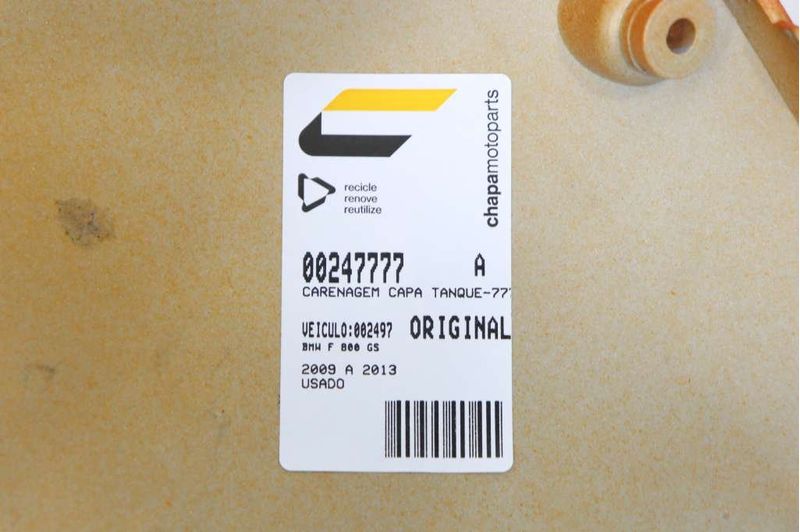 chapamotoparts
recicle
renove
reutilize
00247777 A
CARENAGEM CAPA TANQUE-777
VEICULO:002497 ORIGINAL
BMW F 800 GS
2009 A 2013
USADO